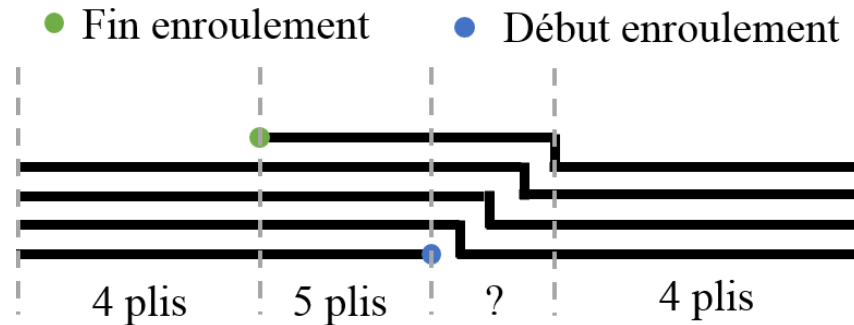 Fin enroulement Début enroulement
4 plis 5 plis ? 4 plis